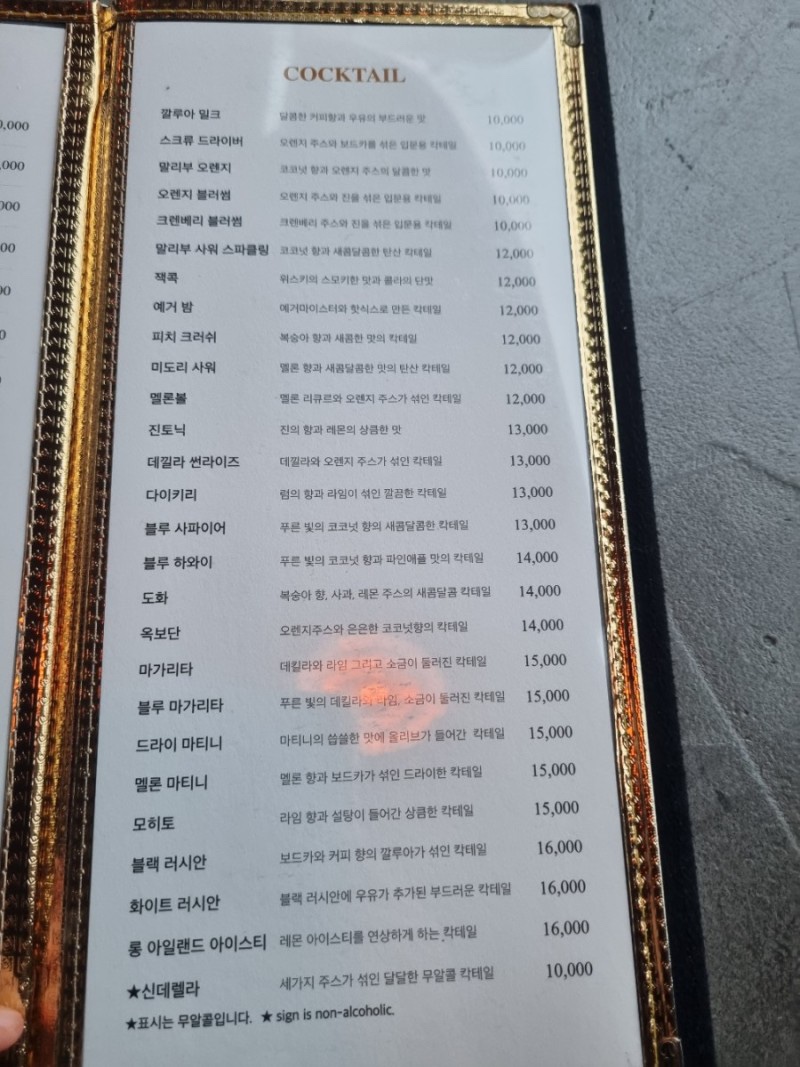 COCKTAIL
깔루아 밀크 달콤한 커피향과 우유의 부드러운 맛 10,000
스크류 드라이버 오렌지 주스와 보드카를 섞은 입문용 칵테일 10,000
말리부 오렌지 코코넛 향과 오렌지 주스의 달콤한 맛 10,000
오렌지 블러썸 오렌지 주스와 진을 섞은 입문용 칵테일 10,000
크렌베리 블러썸 크렌베리 주스와 진을 섞은 입문용 칵테일 10,000
말리부 사워 스파클링 코코넛 향과 새콤달콤한 탄산 칵테일 12,000
잭콕 위스키의 스모키한 맛과 콜라의 단맛 12,000
예거 밤 예거마이스터와 핫식스로 만든 칵테일 12,000
피치 크러쉬 복숭아 향과 새콤한 맛의 칵테일 12,000
미도리 사워 멜론 향과 새콤달콤한 맛의 탄산 칵테일 12,000
멜론볼 멜론 리큐르와 오렌지 주스가 섞인 칵테일 12,000
진토닉 진의 향과 레몬의 상큼한 맛 13,000
데낄라 썬라이즈 데낄라와 오렌지 주스가 섞인 칵테일 13,000
다이키리 럼의 향과 라임이 섞인 깔끔한 칵테일 13,000
블루 사파이어 푸른 빛의 코코넛 향의 새콤달콤한 칵테일 13,000
블루 하와이 푸른 빛의 코코넛 향과 파인애플 맛의 칵테일 14,000
도화 복숭아 향, 사과, 레몬 주스의 새콤달콤 칵테일 14,000
옥보단 오렌지주스와 은은한 코코넛향의 칵테일 14,000
마가리타 데킬라와 라임 그리고 소금이 둘러진 칵테일 15,000
블루 마가리타 푸른 빛의 데킬라와 라임, 소금이 둘러진 칵테일 15,000
드라이 마티니 마티니의 씁쓸한 맛에 올리브가 들어간 칵테일 15,000
멜론 마티니 멜론 향과 보드카가 섞인 드라이한 칵테일 15,000
모히토 라임 향과 설탕이 들어간 상큼한 칵테일 15,000
블랙 러시안 보드카와 커피 향의 깔루아가 섞인 칵테일 16,000
화이트 러시안 블랙 러시안에 우유가 추가된 부드러운 칵테일 16,000
롱 아일랜드 아이스티 레몬 아이스티를 연상하게 하는 칵테일 16,000
★신데렐라 세가지 주스가 섞인 달달한 무알콜 칵테일 10,000
★표시는 무알콜입니다. ★ sign is non-alcoholic.